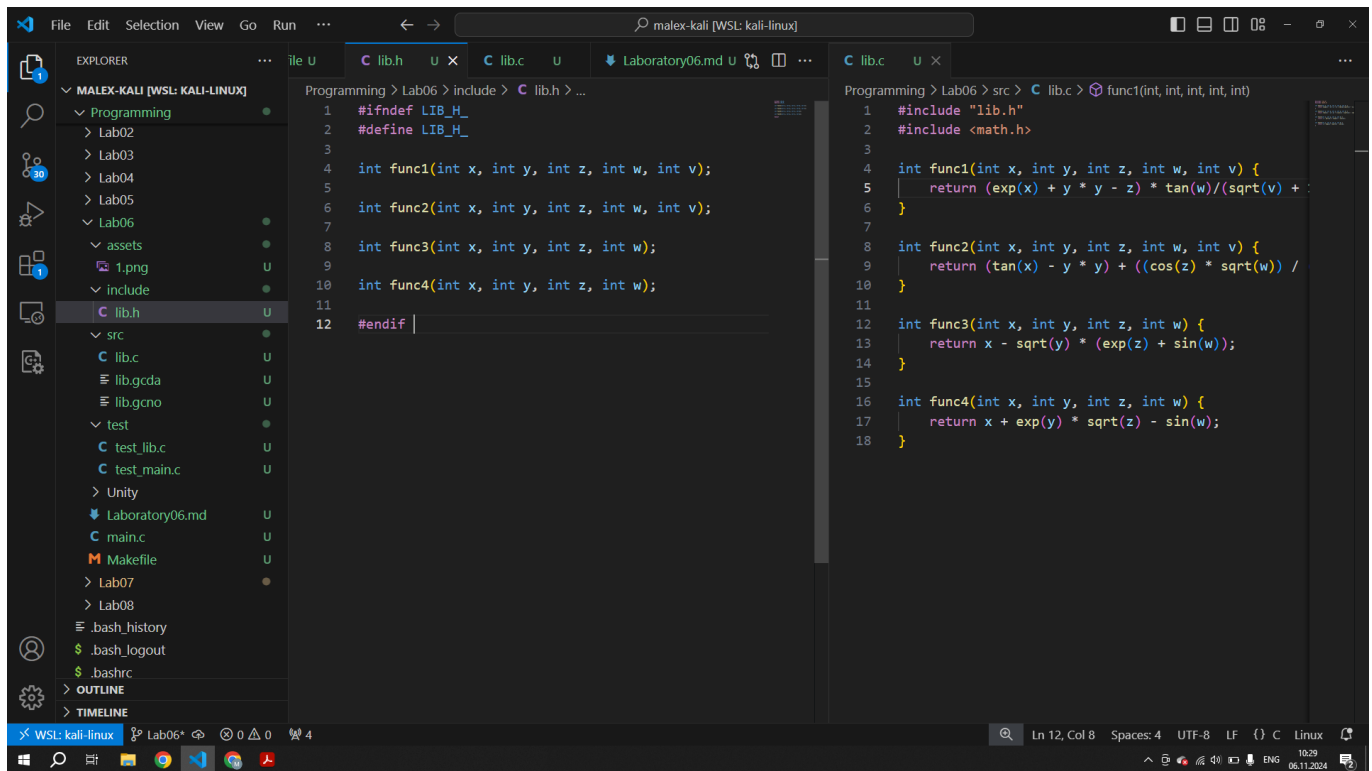 File Edit Selection View Go Run ··· ← → malex-kali [WSL: kali-linux]
EXPLORER ···
MALEX-KALI [WSL: KALI-LINUX]
Programming
Lab02
Lab03
Lab04
Lab05
Lab06
assets
1.png U
include
C lib.h U
src
C lib.c U
lib.gcda U
lib.gcno U
test
C test_lib.c U
C test_main.c U
Unity
Laboratory06.md U
C main.c U
M Makefile U
Lab07
Lab08
.bash_history
$ .bash_logout
$ .bashrc
OUTLINE
TIMELINE
1
30
1
file U C lib.h U × C lib.c U Laboratory06.md U ···
Programming > Lab06 > include > C lib.h > ...
1 #ifndef LIB_H_
2 #define LIB_H_
3
4 int func1(int x, int y, int z, int w, int v);
5
6 int func2(int x, int y, int z, int w, int v);
7
8 int func3(int x, int y, int z, int w);
9
10 int func4(int x, int y, int z, int w);
11
12 #endif
C lib.c U × ···
Programming > Lab06 > src > C lib.c > func1(int, int, int, int, int)
1 #include "lib.h"
2 #include <math.h>
3
4 int func1(int x, int y, int z, int w, int v) {
5 return (exp(x) + y * y - z) * tan(w)/(sqrt(v) +
6 }
7
8 int func2(int x, int y, int z, int w, int v) {
9 return (tan(x) - y * y) + ((cos(z) * sqrt(w)) /
10 }
11
12 int func3(int x, int y, int z, int w) {
13 return x - sqrt(y) * (exp(z) + sin(w));
14 }
15
16 int func4(int x, int y, int z, int w) {
17 return x + exp(y) * sqrt(z) - sin(w);
18 }
WSL: kali-linux Lab06* 0 0 4 Ln 12, Col 8 Spaces: 4 UTF-8 LF {} C Linux
ENG 10:29
06.11.2024 2